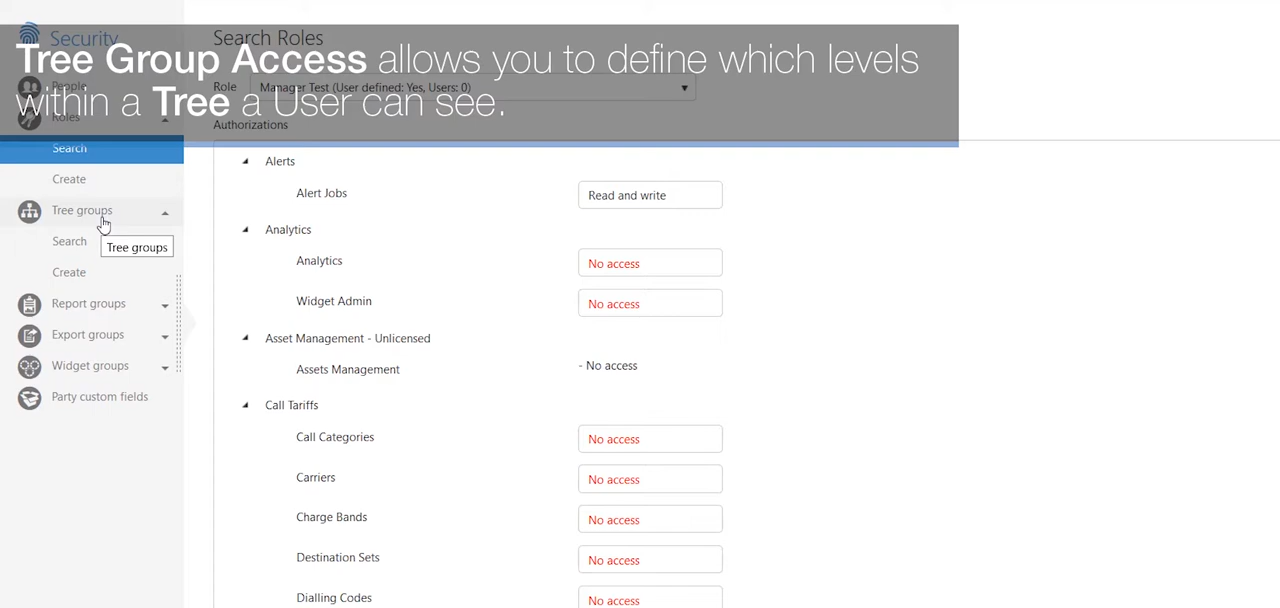 Security
Search Roles
Tree Group Access allows you to define which levels
within a Tree a User can see.
People
Role
Manager Test (User defined: Yes, Users: 0)
Roles
Authorizations
Search
Alerts
Create
Alert Jobs
Read and write
Tree groups
Analytics
Search
Tree groups
Analytics
No access
Create
Widget Admin
No access
Report groups
Export groups
Asset Management - Unlicensed
Widget groups
Assets Management
- No access
Party custom fields
Call Tariffs
Call Categories
No access
Carriers
No access
Charge Bands
No access
Destination Sets
No access
Dialling Codes
No access